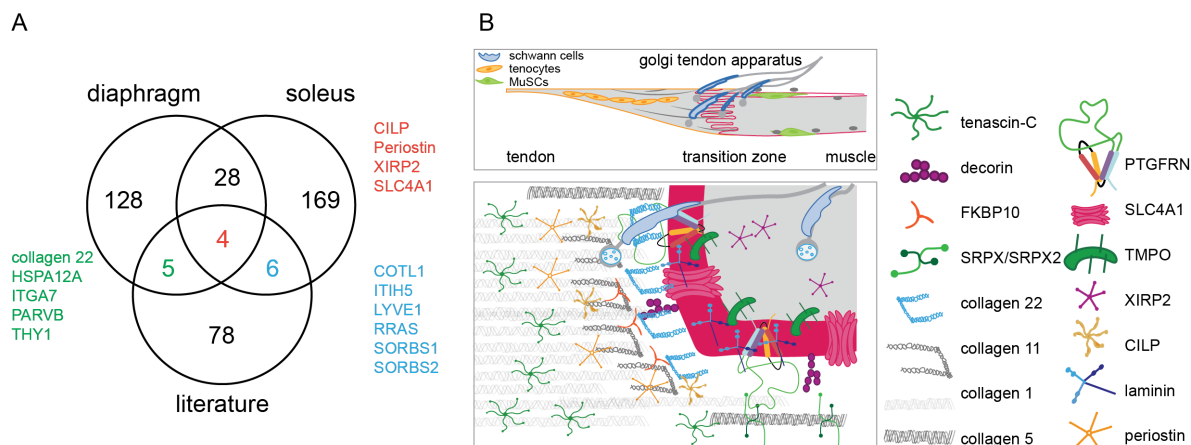 A
diaphragm
soleus
128
28
169
4
5
6
78
literature
CILP
Periostin
XIRP2
SLC4A1
collagen 22
HSPA12A
ITGA7
PARVB
THY1
COTL1
ITIH5
LYVE1
RRAS
SORBS1
SORBS2
B
schwann cells
tenocytes
MuSCs
golgi tendon apparatus
tendon
transition zone
muscle
tenascin-C
decorin
FKBP10
SRPX/SRPX2
collagen 22
collagen 11
collagen 1
collagen 5
PTGFRN
SLC4A1
TMPO
XIRP2
CILP
laminin
periostin